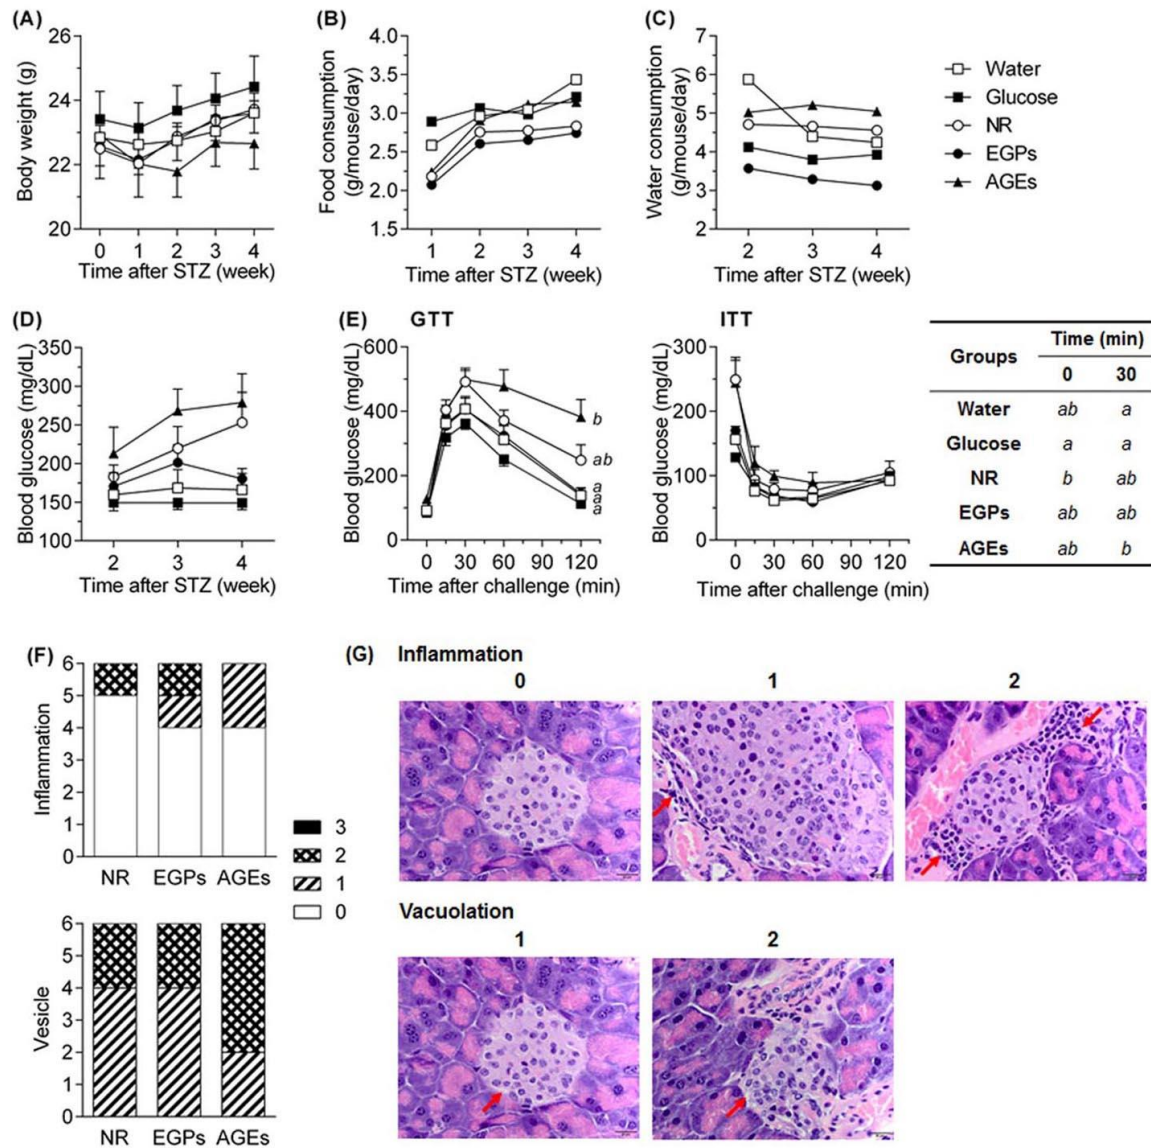 (A)
Body weight (g)
26
24
22
20
0 1 2 3 4
Time after STZ (week)
(B)
Food consumption
(g/mouse/day)
4.0
3.5
3.0
2.5
2.0
1.5
1 2 3 4
Time after STZ (week)
(C)
Water consumption
(g/mouse/day)
7
6
5
4
3
2
2 3 4
Time after STZ (week)
Water
Glucose
NR
EGPs
AGEs
(D)
Blood glucose (mg/dL)
350
300
250
200
150
100
2 3 4
Time after STZ (week)
(E) GTT
Blood glucose (mg/dL)
600
400
200
0
b
ab
a
a
a
0 30 60 90 120
Time after challenge (min)
ITT
Blood glucose (mg/dL)
300
200
100
0
0 30 60 90 120
Time after challenge (min)
Groups Time (min)
0 30
Water ab a
Glucose a a
NR b ab
EGPs ab ab
AGEs ab b
(F)
Inflammation
6
5
4
3
2
1
0
NR EGPs AGEs
3
2
1
0
Vesicle
6
5
4
3
2
1
0
NR EGPs AGEs
(G) Inflammation
0 1 2
Vacuolation
1 2